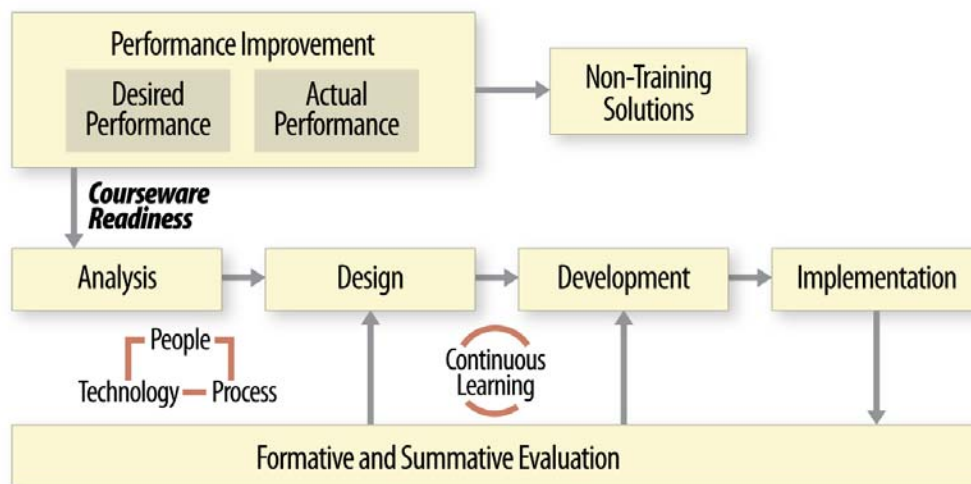 Performance Improvement
Desired
Performance
Actual
Performance
Non-Training
Solutions
Courseware
Readiness
Analysis
Design
Development
Implementation
People
Technology
Process
Continuous
Learning
Formative and Summative Evaluation